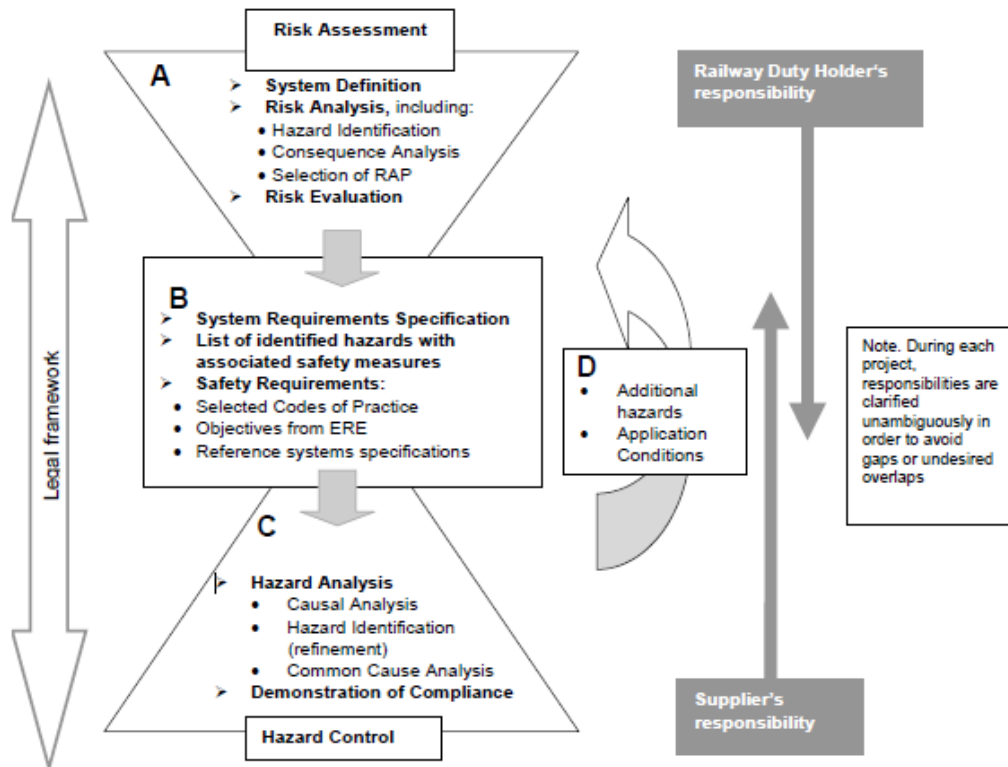 Risk Assessment
A
➢ System Definition
➢ Risk Analysis, including:
• Hazard Identification
• Consequence Analysis
• Selection of RAP
➢ Risk Evaluation
B
➢ System Requirements Specification
➢ List of identified hazards with
associated safety measures
➢ Safety Requirements:
• Selected Codes of Practice
• Objectives from ERE
• Reference systems specifications
C
➢ Hazard Analysis
• Causal Analysis
• Hazard Identification
(refinement)
• Common Cause Analysis
➢ Demonstration of Compliance
Hazard Control
D
• Additional
hazards
• Application
Conditions
Legal framework
Railway Duty Holder's
responsibility
Note. During each
project,
responsibilities are
clarified
unambiguously in
order to avoid
gaps or undesired
overlaps
Supplier's
responsibility